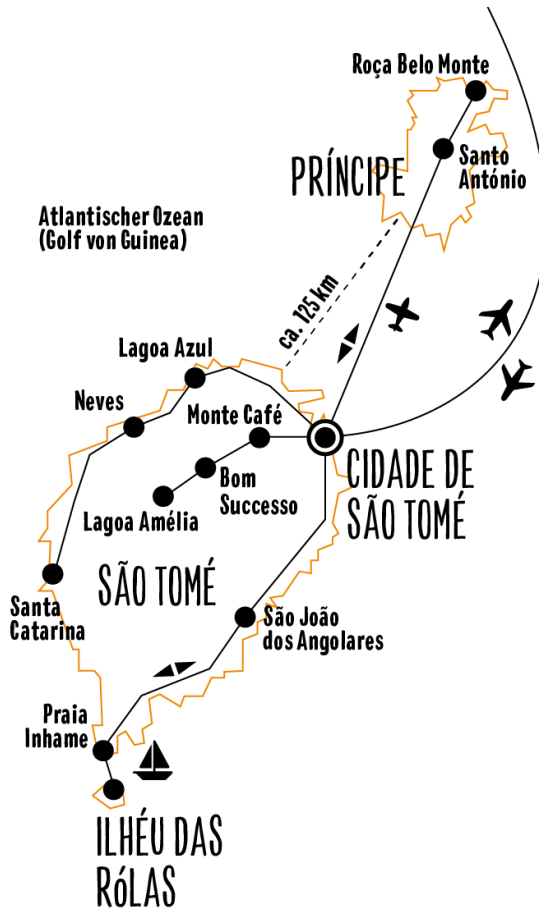 Roça Belo Monte
Santo
António
PRÍNCIPE
Atlantischer Ozean
(Golf von Guinea)
ca. 125 km
Lagoa Azul
Neves
Monte Café
Bom
Successo
Lagoa Amélia
CIDADE DE
SÃO TOMÉ
SÃO TOMÉ
Santa
Catarina
São João
dos Angolares
Praia
Inhame
ILHÉU DAS
RóLAS